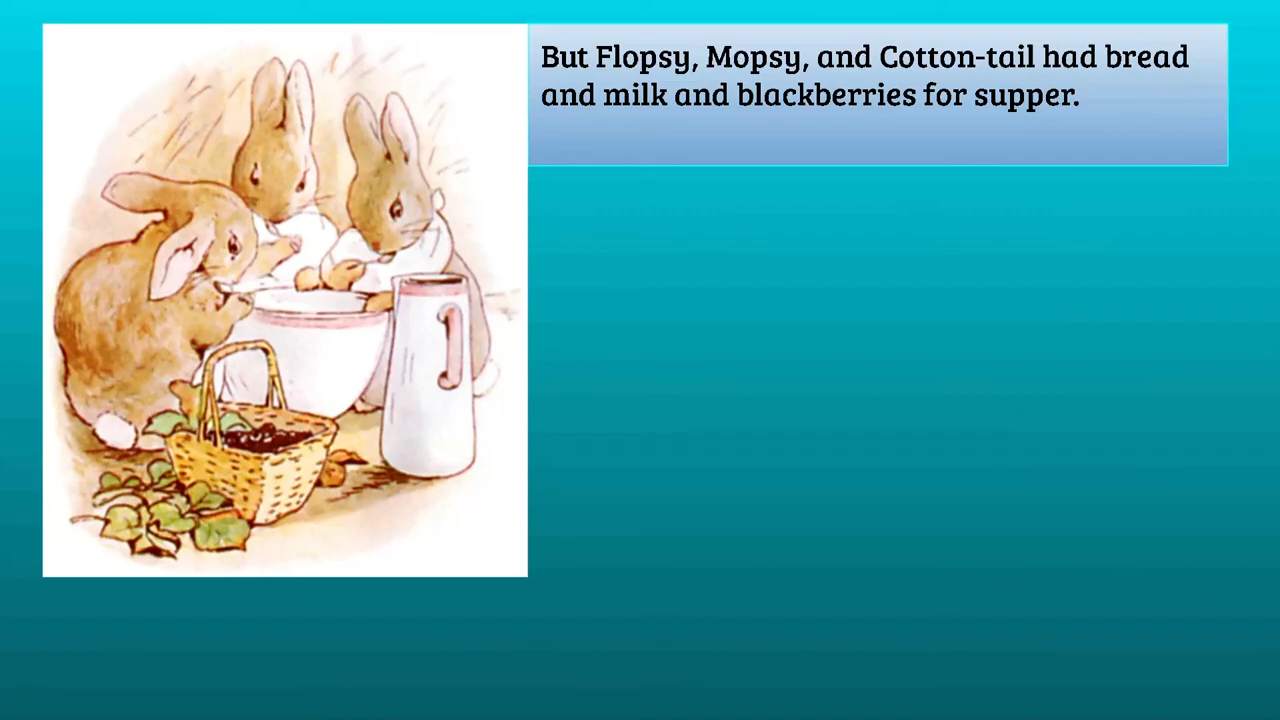 But Flopsy, Mopsy, and Cotton-tail had bread
and milk and blackberries for supper.